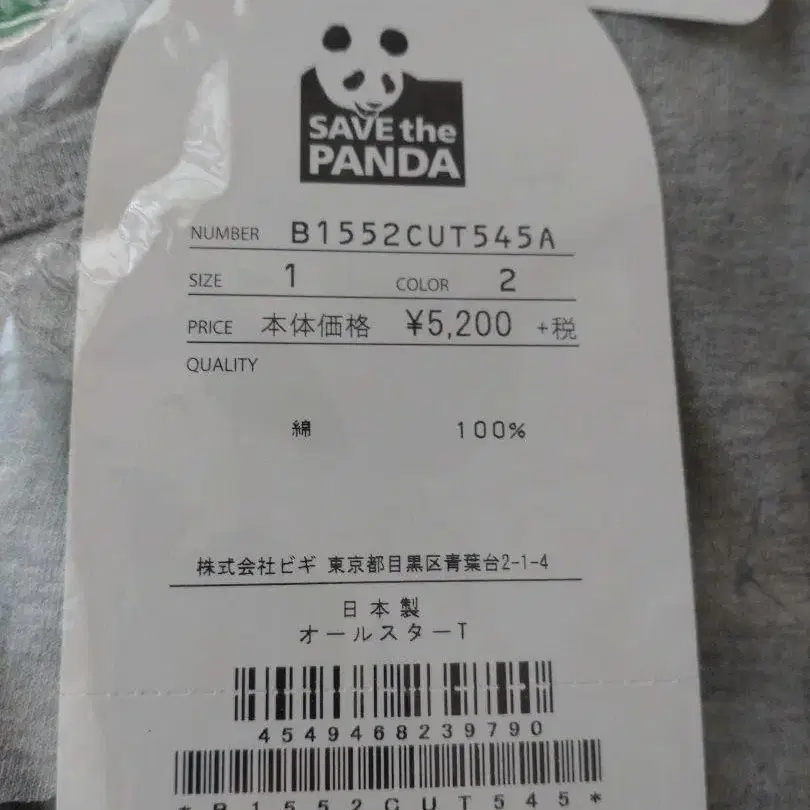 SAVE the
PANDA
NUMBER B1552CUT545A
SIZE 1 COLOR 2
PRICE 本体価格 ¥5,200 +税
QUALITY
綿 100%
株式会社ビギ 東京都目黒区青葉台2-1-4
日本製
オールスターT
4549468239790
*B1552CUT545*